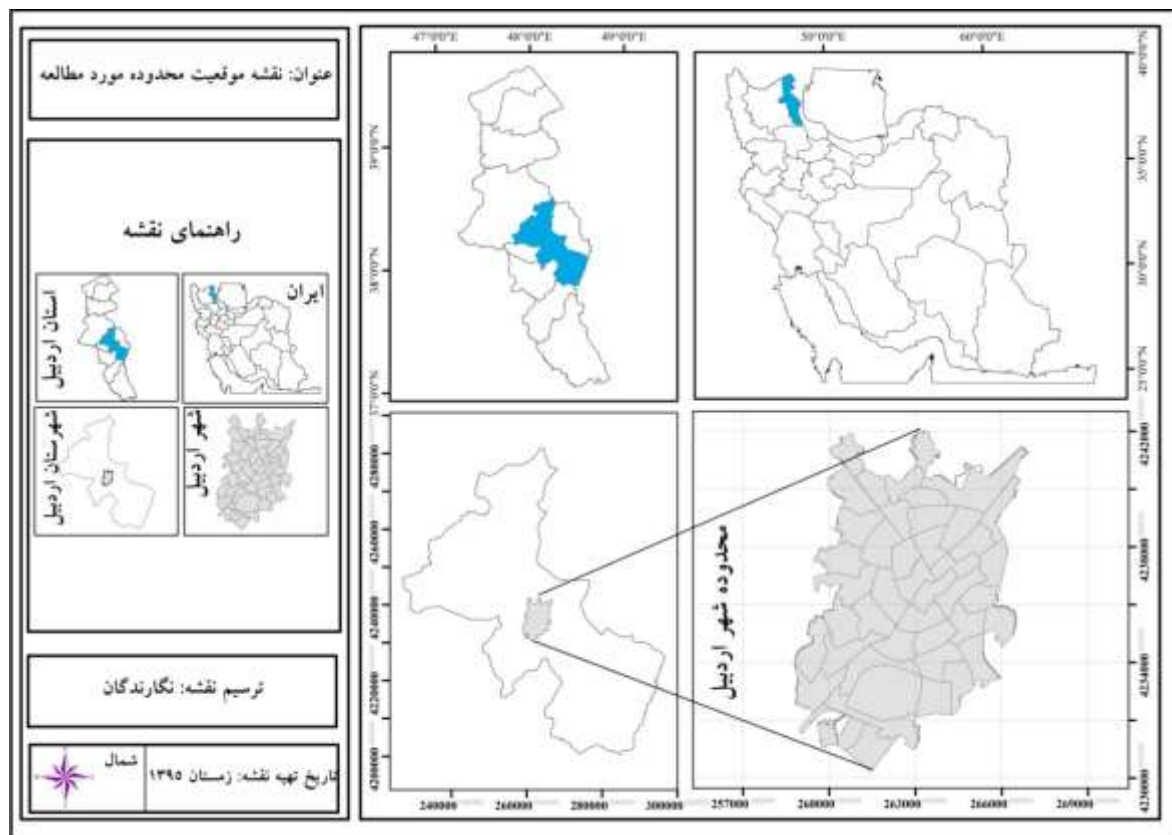 عنوان: نقشه موقعیت محدوده مورد مطالعه
راهنمای نقشه
ایران
استان اردبیل
شهر اردبیل
شهرستان اردبیل
ترسیم نقشه: نگارندگان
شمال
تاریخ تهیه نقشه: زمستان ۱۳۹۵
47°0'0"E 48°0'0"E 49°0'0"E
39°0'0"N
38°0'0"N
37°0'0"N
50°0'0"E 60°0'0"E
40°0'0"N
35°0'0"N
30°0'0"N
25°0'0"N
4280000
4260000
4240000
4220000
4200000
240000 260000 280000 300000
محدوده شهر اردبیل
4242000
4238000
4234000
4230000
257000 260000 263000 266000 269000